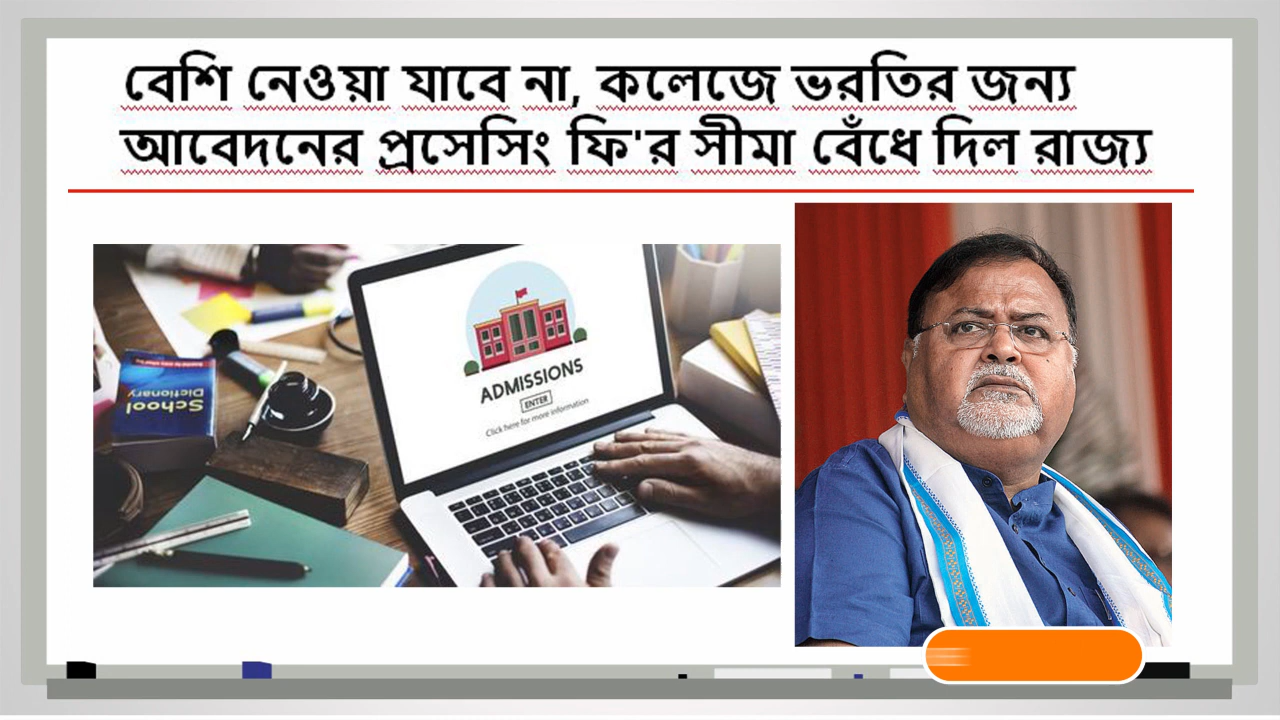 বেশি নেওয়া যাবে না, কলেজে ভরতির জন্য
আবেদনের প্রসেসিং ফি'র সীমা বেঁধে দিল রাজ্য
ADMISSIONS
ENTER
Click here for more information
School
Dictionary